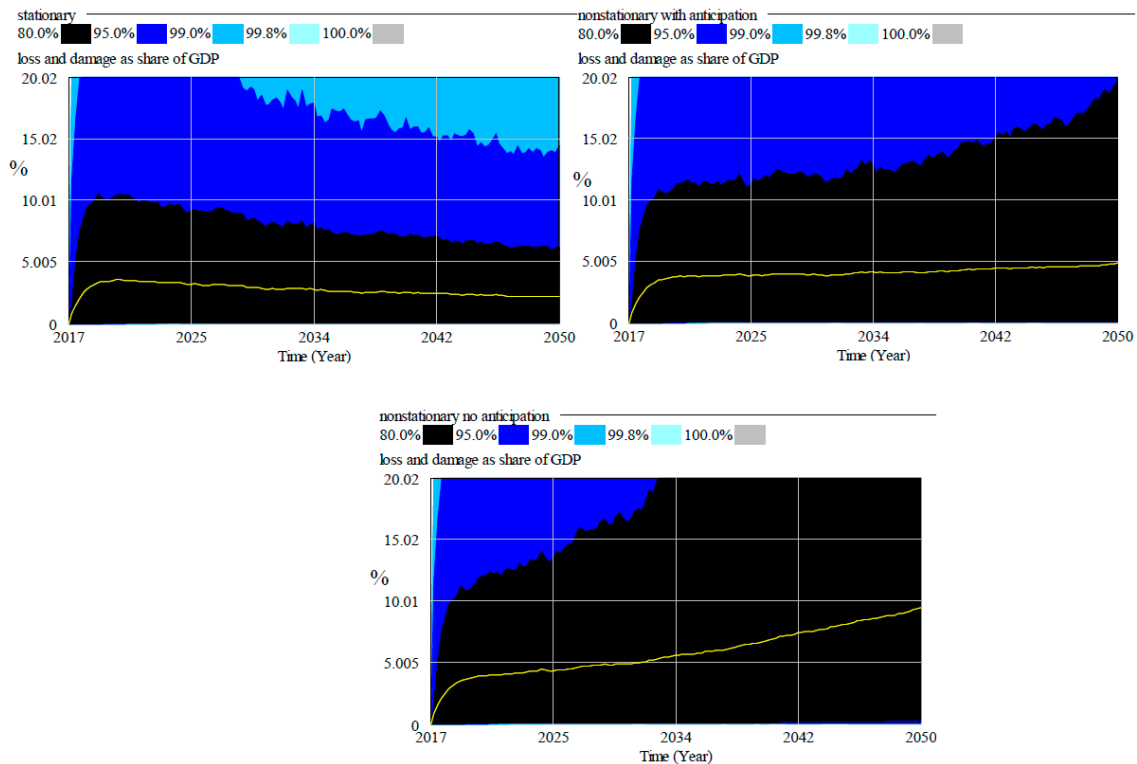 stationary
80.0% 95.0% 99.0% 99.8% 100.0%
loss and damage as share of GDP
20.02
15.02
%
10.01
5.005
0
2017 2025 2034 2042 2050
Time (Year)
nonstationary with anticipation
80.0% 95.0% 99.0% 99.8% 100.0%
loss and damage as share of GDP
20.02
15.02
%
10.01
5.005
0
2017 2025 2034 2042 2050
Time (Year)
nonstationary no anticipation
80.0% 95.0% 99.0% 99.8% 100.0%
loss and damage as share of GDP
20.02
15.02
%
10.01
5.005
0
2017 2025 2034 2042 2050
Time (Year)